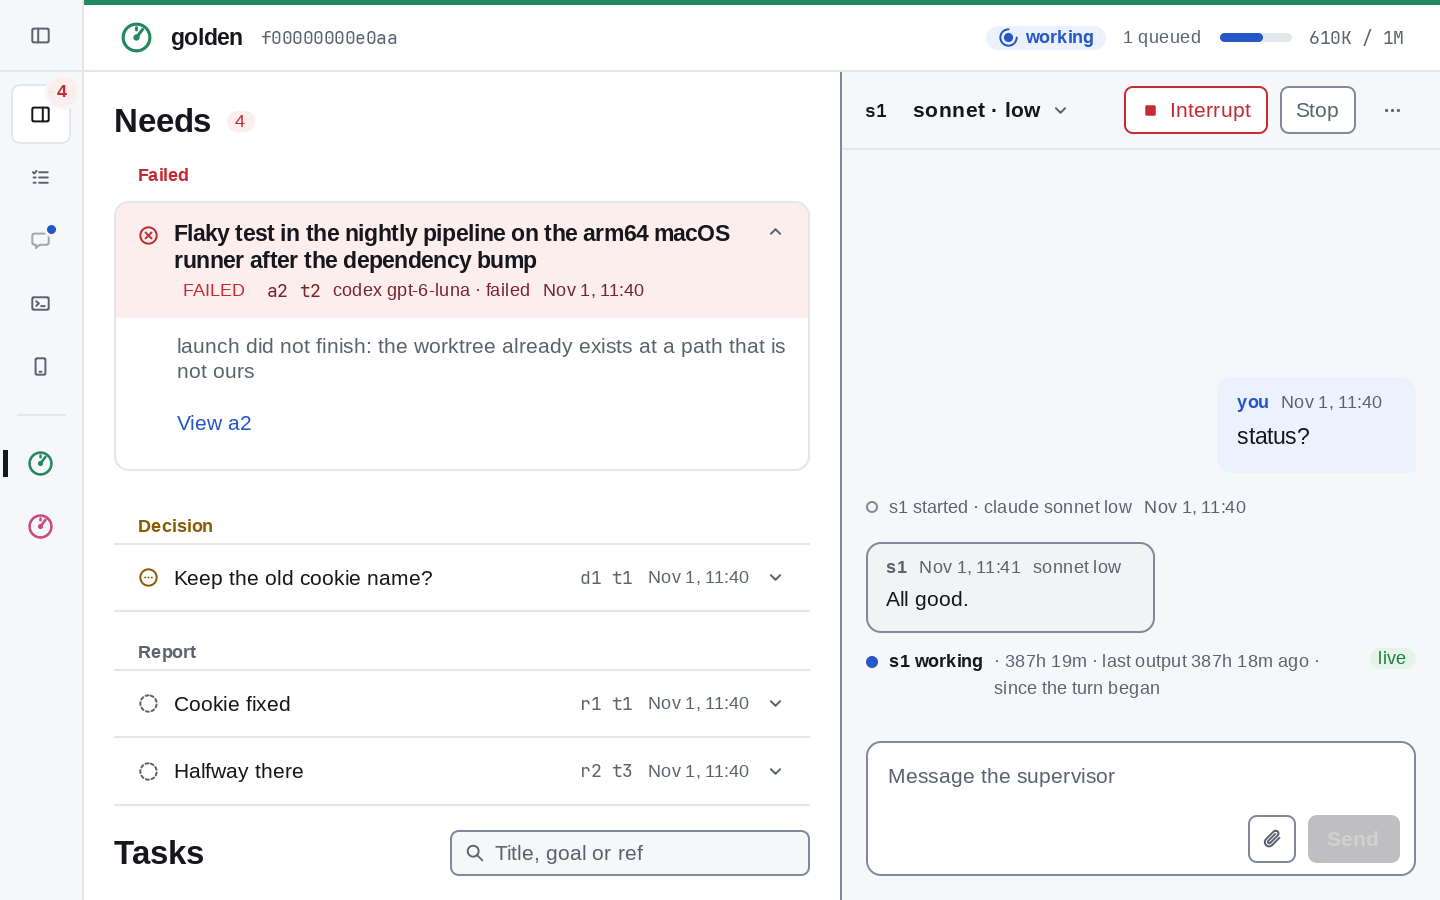 golden f00000000e0aa
working 1 queued 610K / 1M
4
Needs 4
Failed
Flaky test in the nightly pipeline on the arm64 macOS
runner after the dependency bump
FAILED a2 t2 codex gpt-6-luna · failed Nov 1, 11:40
launch did not finish: the worktree already exists at a path that is
not ours
View a2
Decision
Keep the old cookie name? d1 t1 Nov 1, 11:40
Report
Cookie fixed r1 t1 Nov 1, 11:40
Halfway there r2 t3 Nov 1, 11:40
Tasks
Title, goal or ref
s1 sonnet · low Interrupt Stop
you Nov 1, 11:40
status?
s1 started · claude sonnet low Nov 1, 11:40
s1 Nov 1, 11:41 sonnet low
All good.
s1 working · 387h 19m · last output 387h 18m ago · live
since the turn began
Message the supervisor
Send